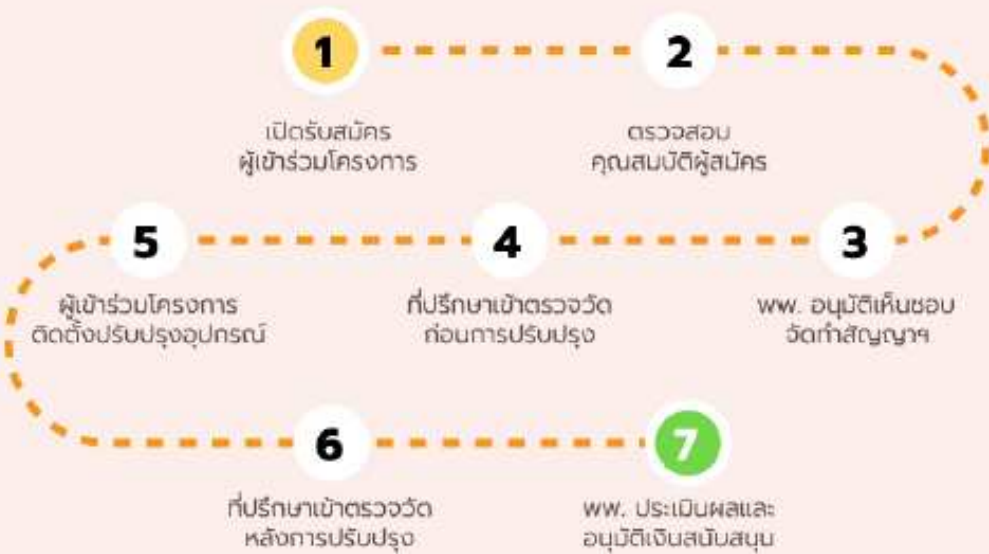 1
เปิดรับสมัคร
ผู้เข้าร่วมโครงการ
2
ตรวจสอบ
คุณสมบัติผู้สมัคร
3
พพ. อนุมัติเห็นชอบ
จัดทำสัญญาฯ
4
ที่ปรึกษาเข้าตรวจวัด
ก่อนการปรับปรุง
5
ผู้เข้าร่วมโครงการ
ติดตั้งปรับปรุงอุปกรณ์
6
ที่ปรึกษาเข้าตรวจวัด
หลังการปรับปรุง
7
พพ. ประเมินผลและ
อนุมัติเงินสนับสนุน